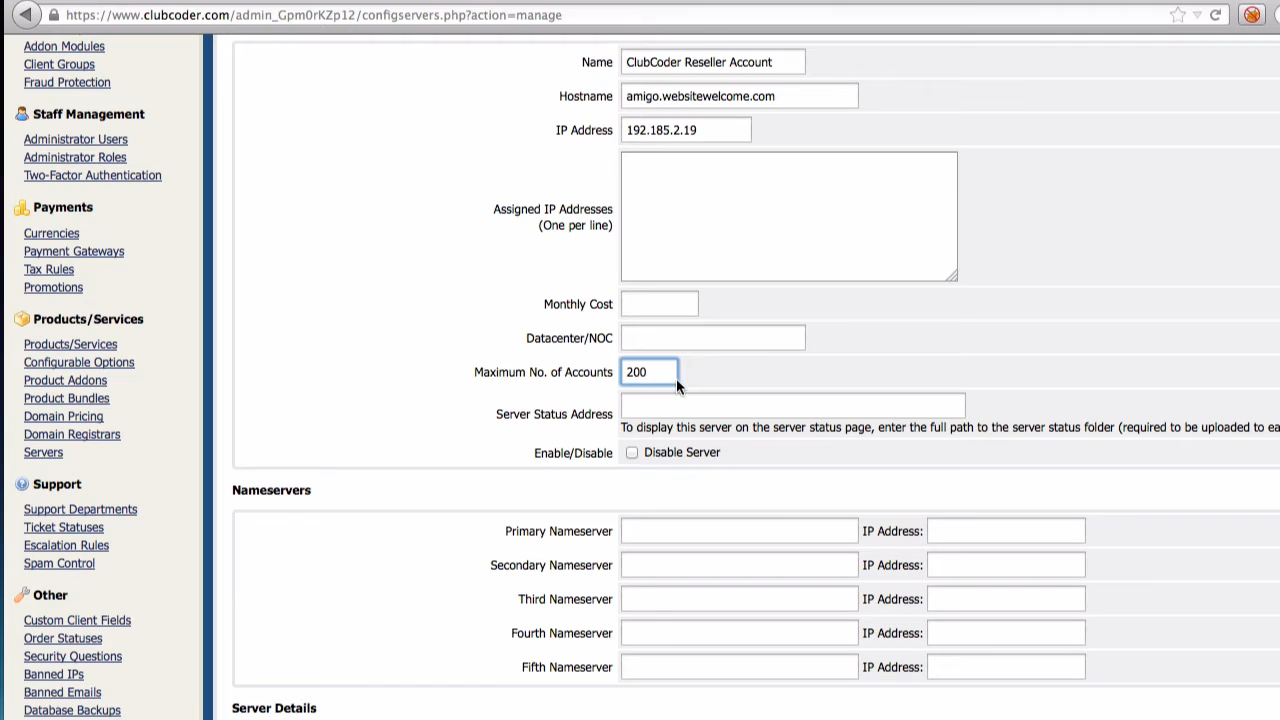 https://www.clubcoder.com/admin_Gpm0rKZp12/configservers.php?action=manage
Addon Modules
Client Groups
Fraud Protection
Staff Management
Administrator Users
Administrator Roles
Two-Factor Authentication
Payments
Currencies
Payment Gateways
Tax Rules
Promotions
Products/Services
Products/Services
Configurable Options
Product Addons
Product Bundles
Domain Pricing
Domain Registrars
Servers
Support
Support Departments
Ticket Statuses
Escalation Rules
Spam Control
Other
Custom Client Fields
Order Statuses
Security Questions
Banned IPs
Banned Emails
Database Backups
Name ClubCoder Reseller Account
Hostname amigo.websitewelcome.com
IP Address 192.185.2.19
Assigned IP Addresses
(One per line)
Monthly Cost
Datacenter/NOC
Maximum No. of Accounts 200
Server Status Address
To display this server on the server status page, enter the full path to the server status folder (required to be uploaded to ea
Enable/Disable Disable Server
Nameservers
Primary Nameserver IP Address:
Secondary Nameserver IP Address:
Third Nameserver IP Address:
Fourth Nameserver IP Address:
Fifth Nameserver IP Address:
Server Details